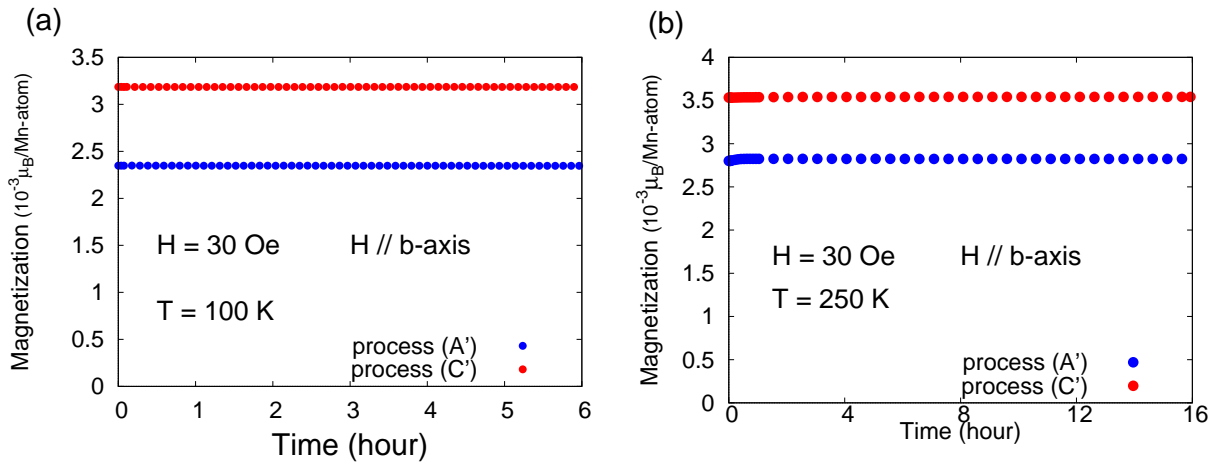 (a)
3.5
3
2.5
2
1.5
1
0.5
0
Magnetization (10⁻³μ_B/Mn-atom)
H = 30 Oe H // b-axis
T = 100 K
process (A')
process (C')
0 1 2 3 4 5 6
Time (hour)
(b)
4
3.5
3
2.5
2
1.5
1
0.5
0
Magnetization (10⁻³μ_B/Mn-atom)
H = 30 Oe H // b-axis
T = 250 K
process (A')
process (C')
0 4 8 12 16
Time (hour)